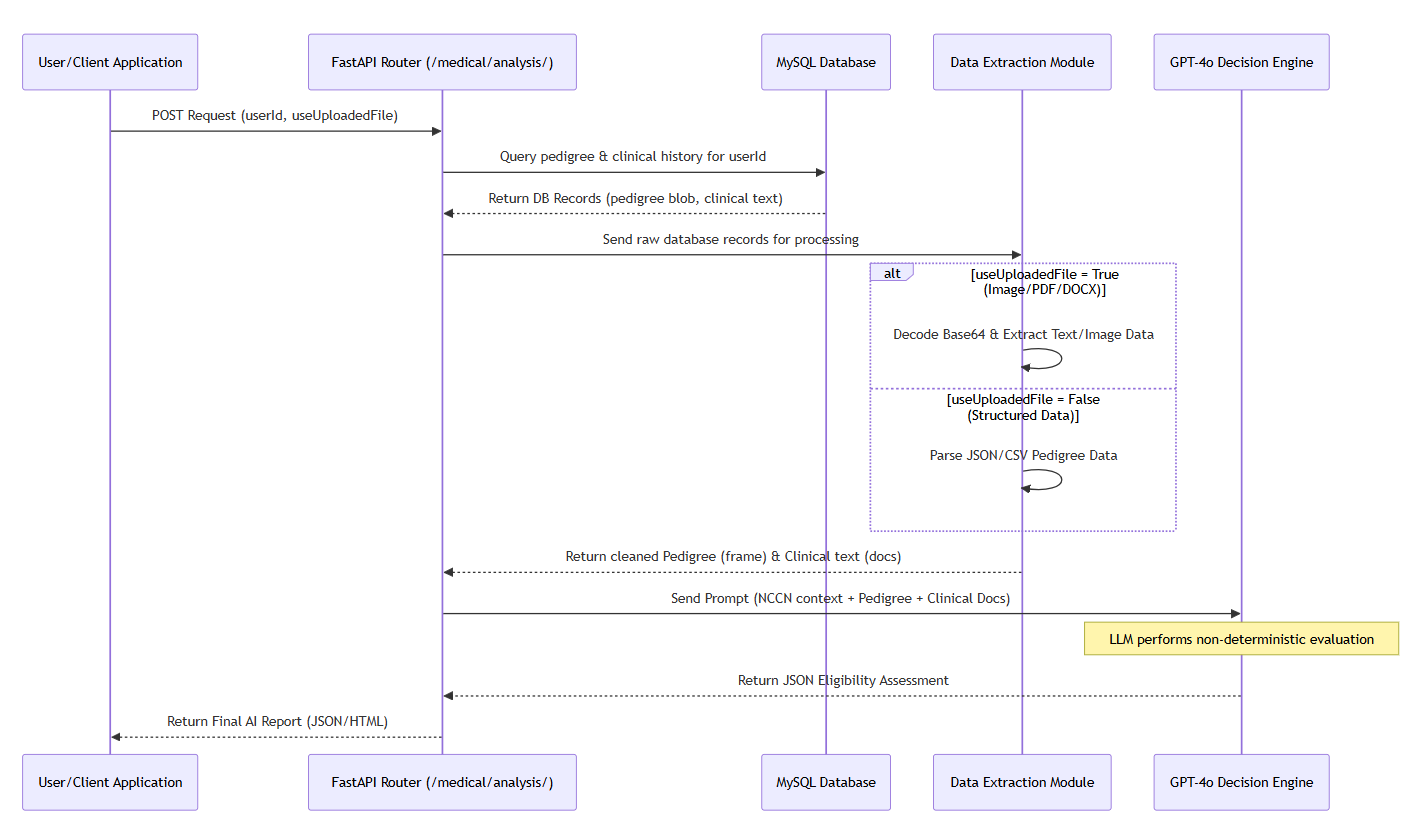 User/Client Application
FastAPI Router (/medical/analysis/)
MySQL Database
Data Extraction Module
GPT-4o Decision Engine
POST Request (userId, useUploadedFile)
Query pedigree & clinical history for userId
Return DB Records (pedigree blob, clinical text)
Send raw database records for processing
alt
[useUploadedFile = True
(Image/PDF/DOCX)]
Decode Base64 & Extract Text/Image Data
[useUploadedFile = False
(Structured Data)]
Parse JSON/CSV Pedigree Data
Return cleaned Pedigree (frame) & Clinical text (docs)
Send Prompt (NCCN context + Pedigree + Clinical Docs)
LLM performs non-deterministic evaluation
Return JSON Eligibility Assessment
Return Final AI Report (JSON/HTML)
User/Client Application
FastAPI Router (/medical/analysis/)
MySQL Database
Data Extraction Module
GPT-4o Decision Engine